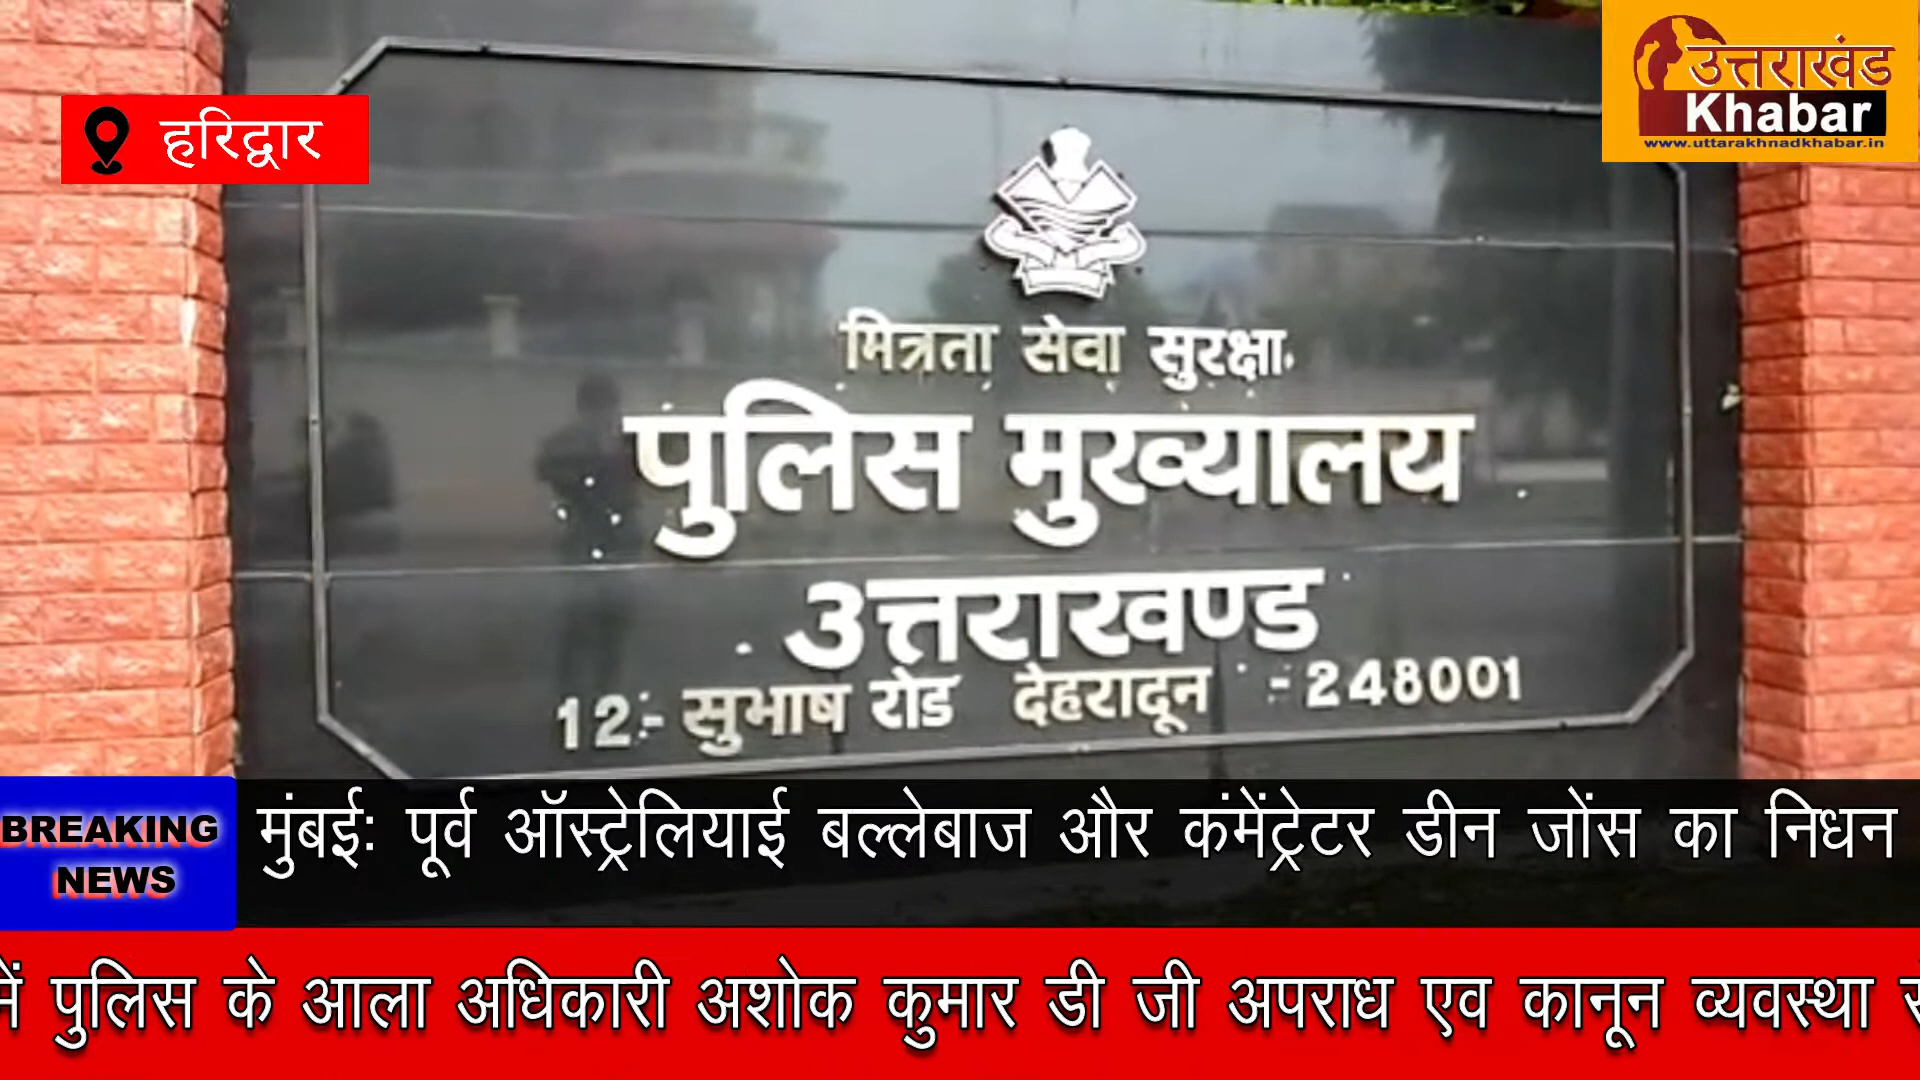 हरिद्वार
उत्तराखंड
Khabar
www.uttarakhnadkhabar.in
मित्रता सेवा सुरक्षा
पुलिस मुख्यालय
उत्तराखण्ड
12:- सुभाष रोड देहरादून :-248001
BREAKING
NEWS
मुंबई: पूर्व ऑस्ट्रेलियाई बल्लेबाज और कंमेंट्रेटर डीन जोंस का निधन
में पुलिस के आला अधिकारी अशोक कुमार डी जी अपराध एव कानून व्यवस्था